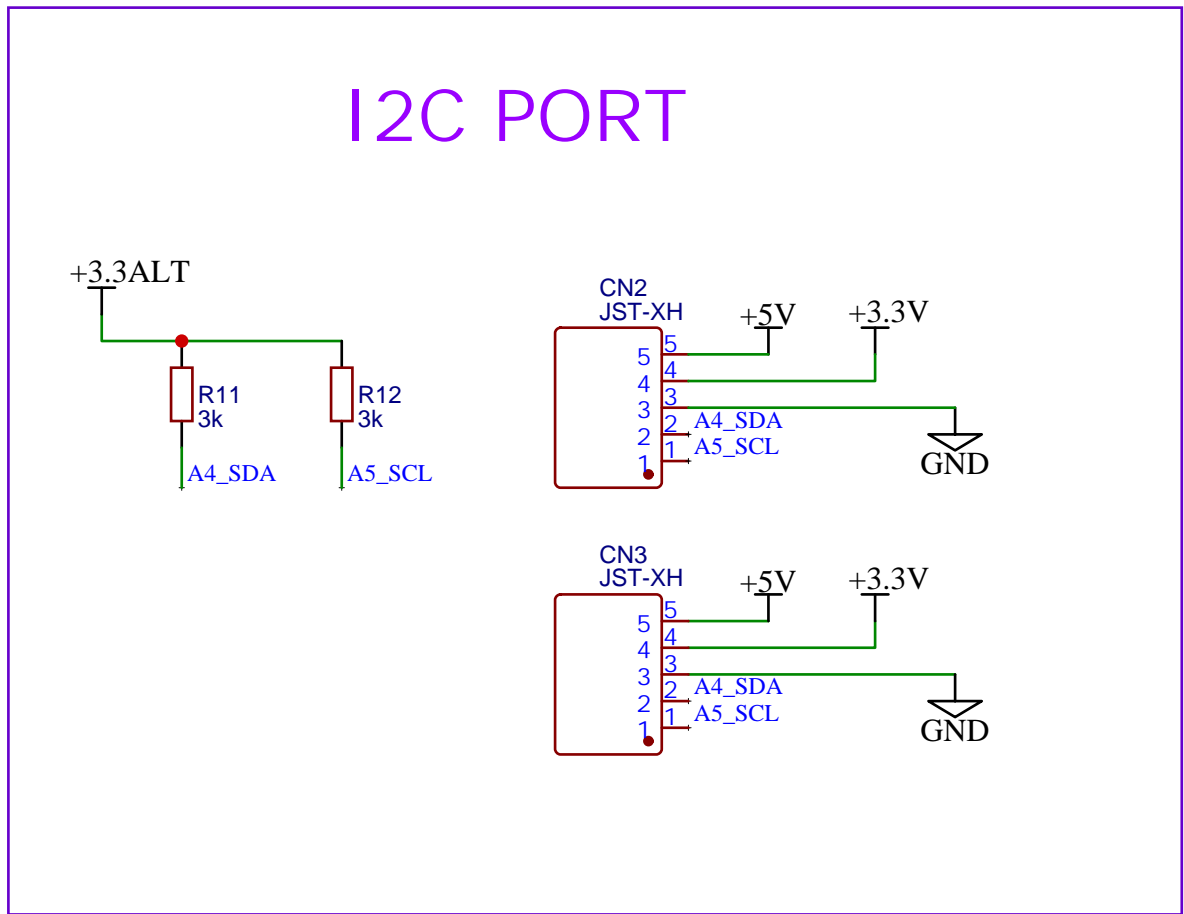 I2C PORT
+3.3ALT
R11
3k
R12
3k
A4_SDA
A5_SCL
CN2
JST-XH
+5V
+3.3V
5
5
4
4
3
3
2
2
A4_SDA
1
1
A5_SCL
GND
CN3
JST-XH
+5V
+3.3V
5
5
4
4
3
3
2
2
A4_SDA
1
1
A5_SCL
GND